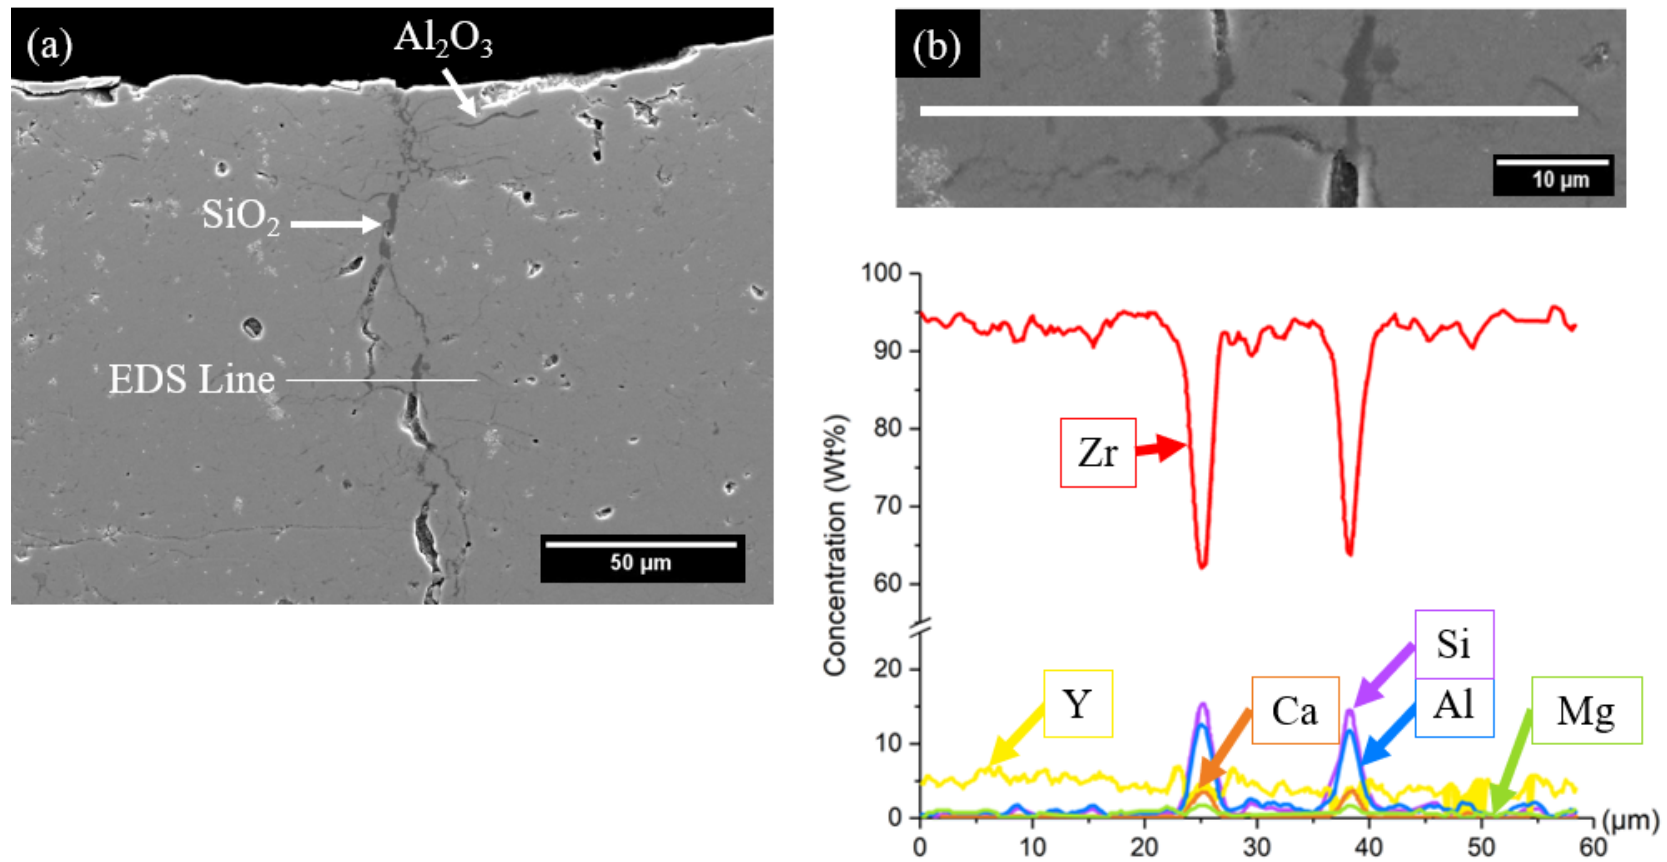 (a)
Al₂O₃
SiO₂
EDS Line
50 µm
(b)
10 µm
Concentration (Wt%)
100
90
80
70
60
20
10
0
Zr
Y
Ca
Si
Al
Mg
0 10 20 30 40 50 60 (µm)